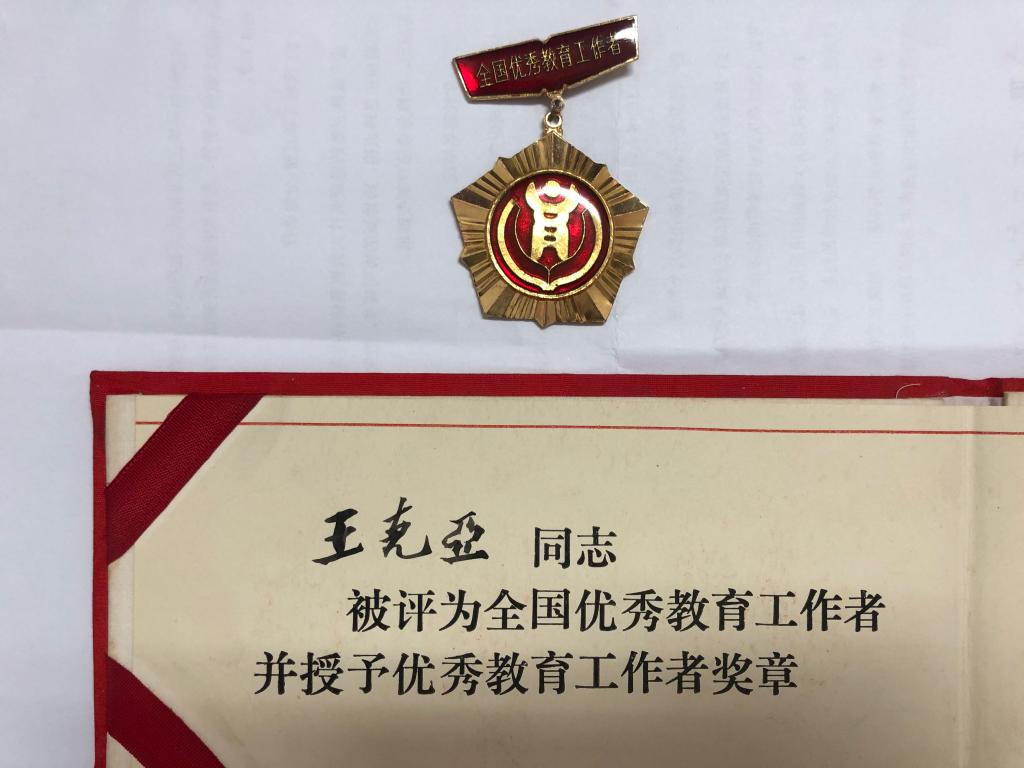 全国优秀教育工作者
王克亚 同志
被评为全国优秀教育工作者
并授予优秀教育工作者奖章